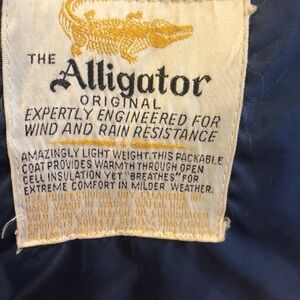 THE Alligator
ORIGINAL
EXPERTLY ENGINEERED FOR
WIND AND RAIN RESISTANCE
AMAZINGLY LIGHT WEIGHT. THIS PACKABLE
COAT PROVIDES WARMTH THROUGH OPEN
CELL INSULATION YET "BREATHES" FOR
EXTREME COMFORT IN MILDER WEATHER.